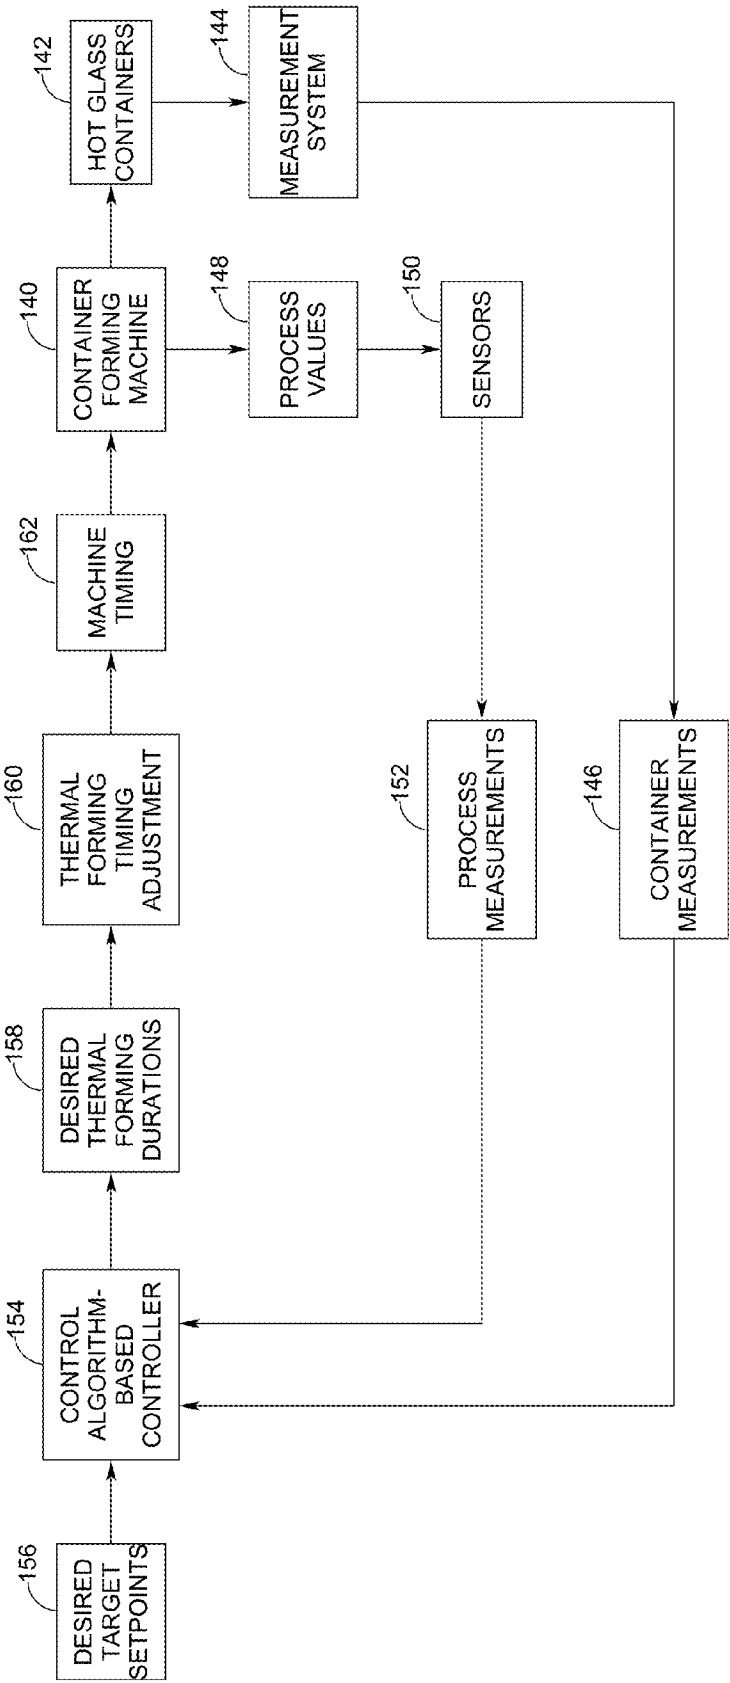 156
DESIRED
TARGET
SETPOINTS
154
CONTROL
ALGORITHM-
BASED
CONTROLLER
158
DESIRED
THERMAL
FORMING
DURATIONS
160
THERMAL
FORMING
TIMING
ADJUSTMENT
162
MACHINE
TIMING
140
CONTAINER
FORMING
MACHINE
142
HOT GLASS
CONTAINERS
148
PROCESS
VALUES
144
MEASUREMENT
SYSTEM
150
SENSORS
152
PROCESS
MEASUREMENTS
146
CONTAINER
MEASUREMENTS